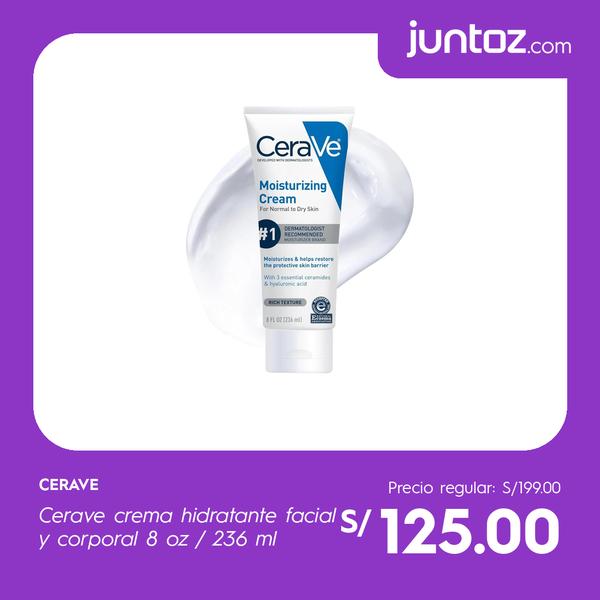 juntoz.com
CeraVe
DEVELOPED WITH DERMATOLOGISTS
Moisturizing
Cream
For Normal to Dry Skin
#1 DERMATOLOGIST
RECOMMENDED
MOISTURIZER BRAND
Moisturizes & helps restore
the protective skin barrier
With 3 essential ceramides
& hyaluronic acid
RICH TEXTURE
8 FL OZ (236 ml)
CERAVE
Precio regular: S/199.00
Cerave crema hidratante facial
y corporal 8 oz / 236 ml
S/ 125.00